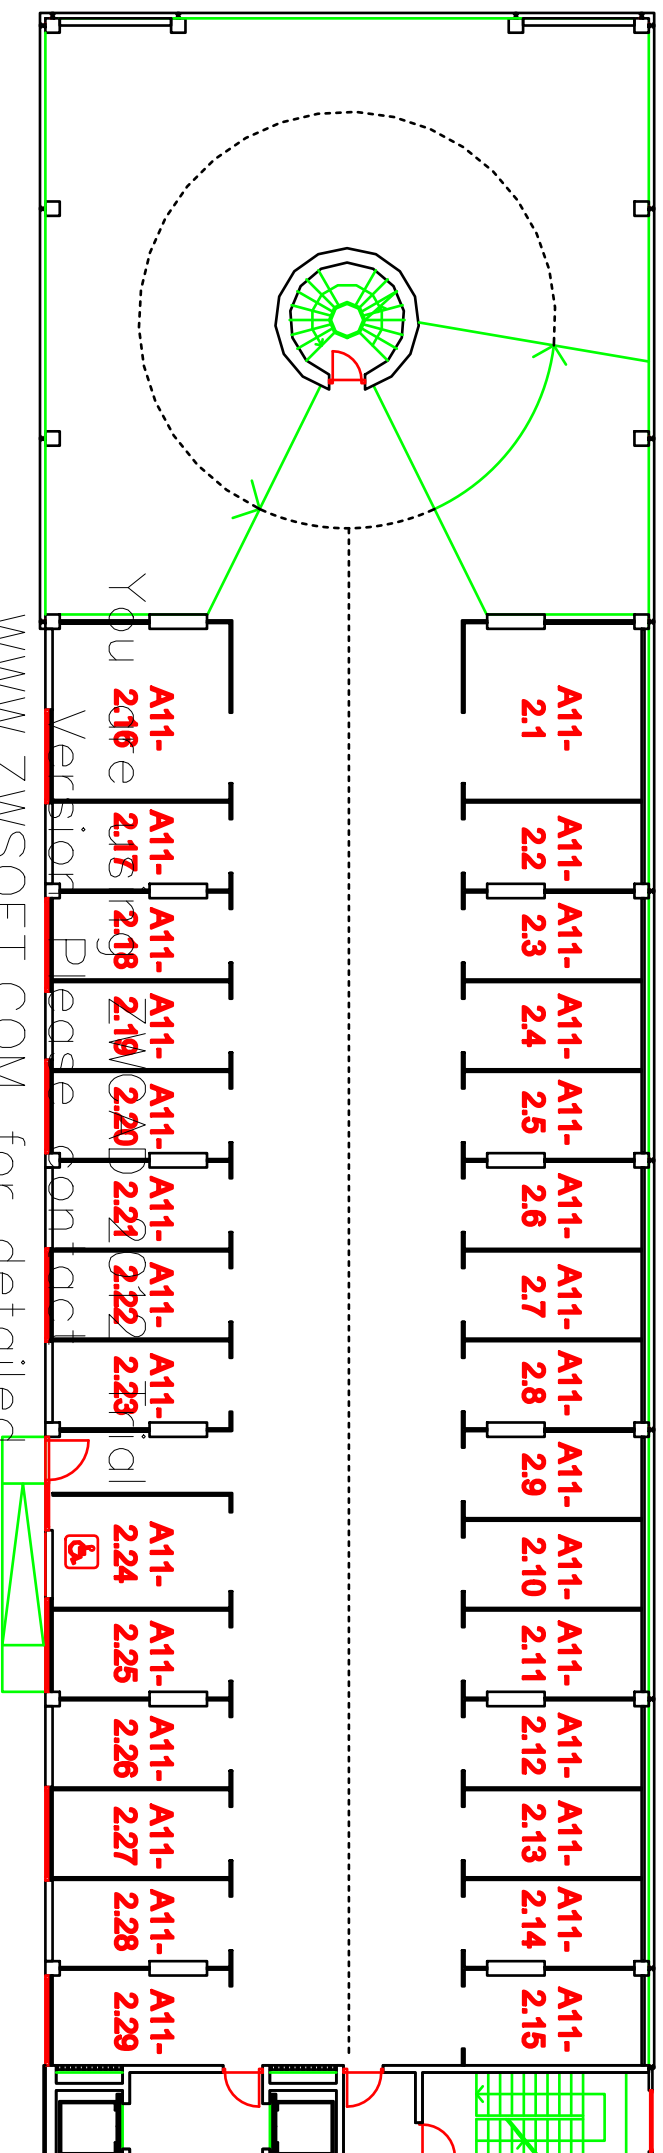 A11-
2.1
A11-
2.2
A11-
2.3
A11-
2.4
A11-
2.5
A11-
2.6
A11-
2.7
A11-
2.8
A11-
2.9
A11-
2.10
A11-
2.11
A11-
2.12
A11-
2.13
A11-
2.14
A11-
2.15
A11-
2.16
A11-
2.17
A11-
2.18
A11-
2.19
A11-
2.20
A11-
2.21
A11-
2.22
A11-
2.23
A11-
2.24
A11-
2.25
A11-
2.26
A11-
2.27
A11-
2.28
A11-
2.29
You are using ZWCAD 2012 Trial
Version, Please contact
WWW.ZWSOFT.COM for detailed